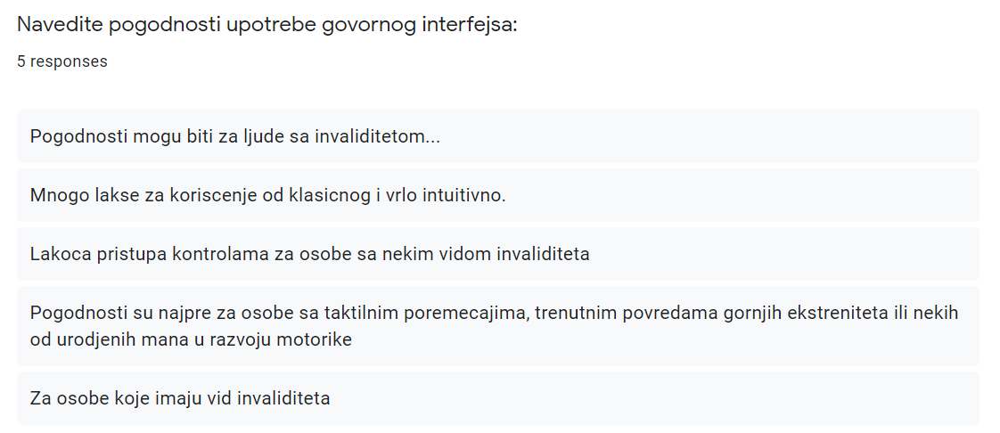 Navedite pogodnosti upotrebe govornog interfejsa:
5 responses
Pogodnosti mogu biti za ljude sa invaliditetom...
Mnogo lakse za koriscenje od klasicnog i vrlo intuitivno.
Lakoca pristupa kontrolama za osobe sa nekim vidom invaliditeta
Pogodnosti su najpre za osobe sa taktilnim poremecajima, trenutnim povredama gornjih ekstreniteta ili nekih
od urodjenih mana u razvoju motorike
Za osobe koje imaju vid invaliditeta